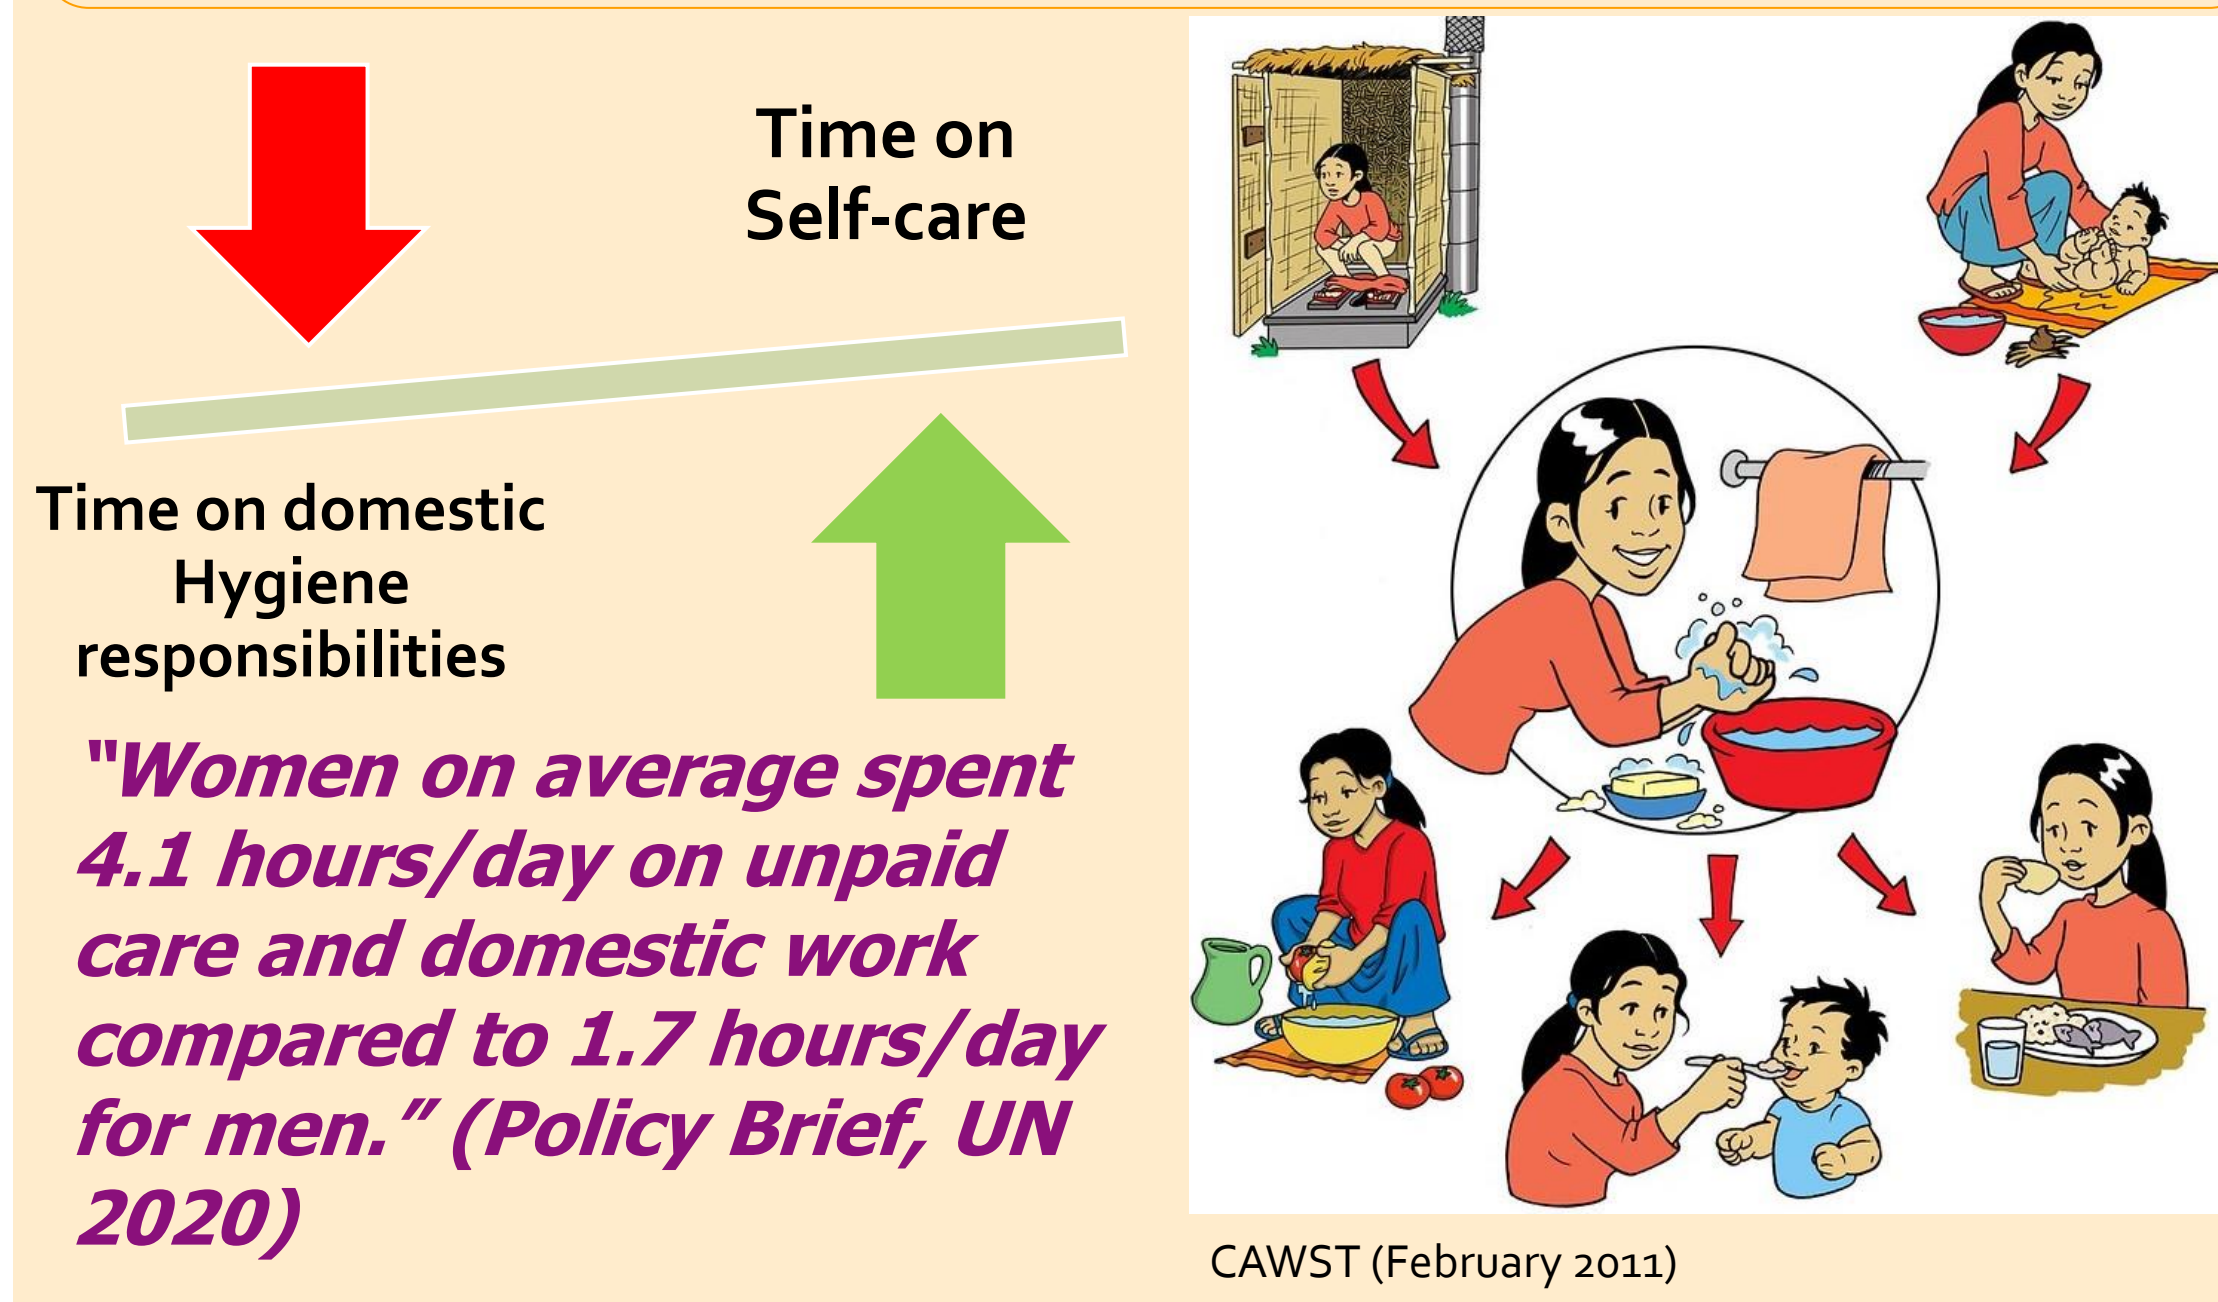 Time on
Self-care
Time on domestic
Hygiene
responsibilities
“Women on average spent
4.1 hours/day on unpaid
care and domestic work
compared to 1.7 hours/day
for men.” (Policy Brief, UN
2020)
CAWST (February 2011)